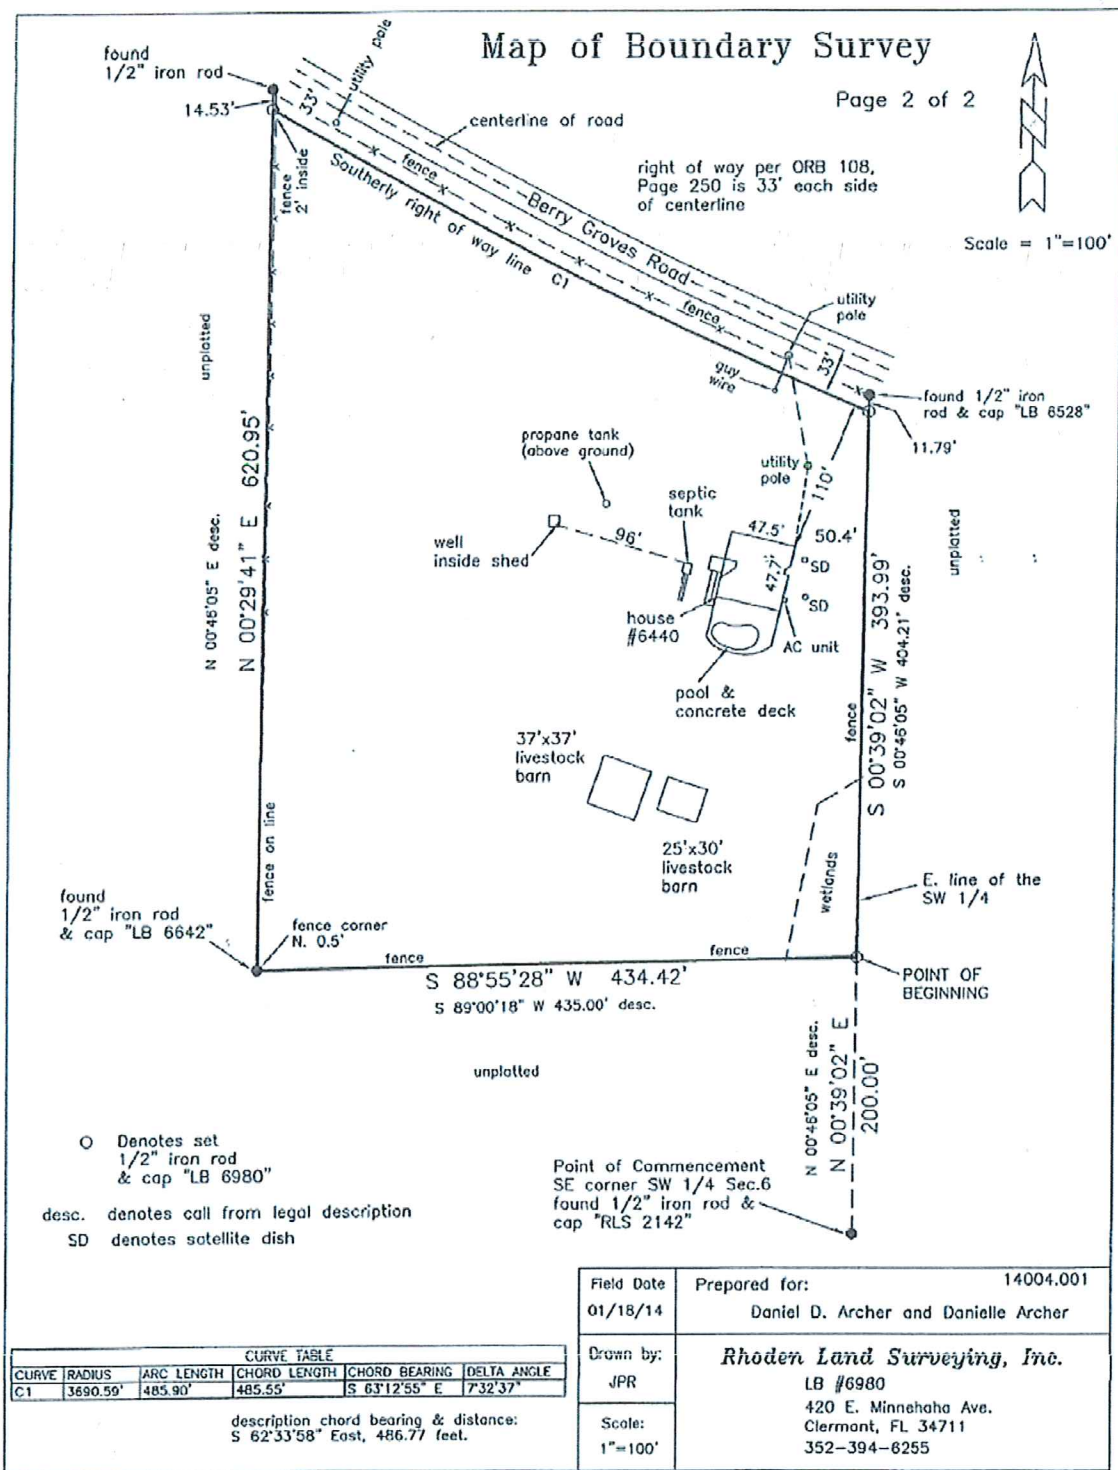 Map of Boundary Survey
Page 2 of 2
found
1/2" iron rod
14.53'
33'
utility pole
centerline of road
right of way per ORB 108,
Page 250 is 33' each side
of centerline
Scale = 1"=100'
fence
2' inside
fence
Southerly right of way line C1
Berry Groves Road
fence
utility
pole
guy
wire
33'
found 1/2" iron
rod & cap "LB 6528"
11.79'
unplatted
N 00°46'05" E desc.
N 00°29'41" E 620.95'
propane tank
(above ground)
utility
pole
110'
septic
tank
96'
well
inside shed
47.5'
50.4'
47.7'
SD
SD
house
#6440
AC unit
pool &
concrete deck
unplatted
fence
S 00°39'02" W 393.99'
S 00°46'05" W 404.21' desc.
37'x37'
livestock
barn
25'x30'
livestock
barn
wetlands
E. line of the
SW 1/4
fence on line
found
1/2" iron rod
& cap "LB 6642"
fence corner
N. 0.5'
fence
fence
S 88°55'28" W 434.42'
S 89°00'18" W 435.00' desc.
POINT OF
BEGINNING
unplatted
N 00°46'05" E desc.
N 00°39'02" E
200.00'
Denotes set
1/2" iron rod
& cap "LB 6980"
desc. denotes call from legal description
SD denotes satellite dish
Point of Commencement
SE corner SW 1/4 Sec.6
found 1/2" iron rod &
cap "RLS 2142"
CURVE TABLE
CURVE RADIUS ARC LENGTH CHORD LENGTH CHORD BEARING DELTA ANGLE
C1 3690.59' 485.90' 485.55' S 63°12'55" E 7°32'37"
description chord bearing & distance:
S 62°33'58" East, 486.77 feet.
Field Date
01/18/14
Prepared for: 14004.001
Daniel D. Archer and Danielle Archer
Drawn by:
JPR
Scale:
1"=100'
Rhoden Land Surveying, Inc.
LB #6980
420 E. Minnehaha Ave.
Clermont, FL 34711
352-394-6255